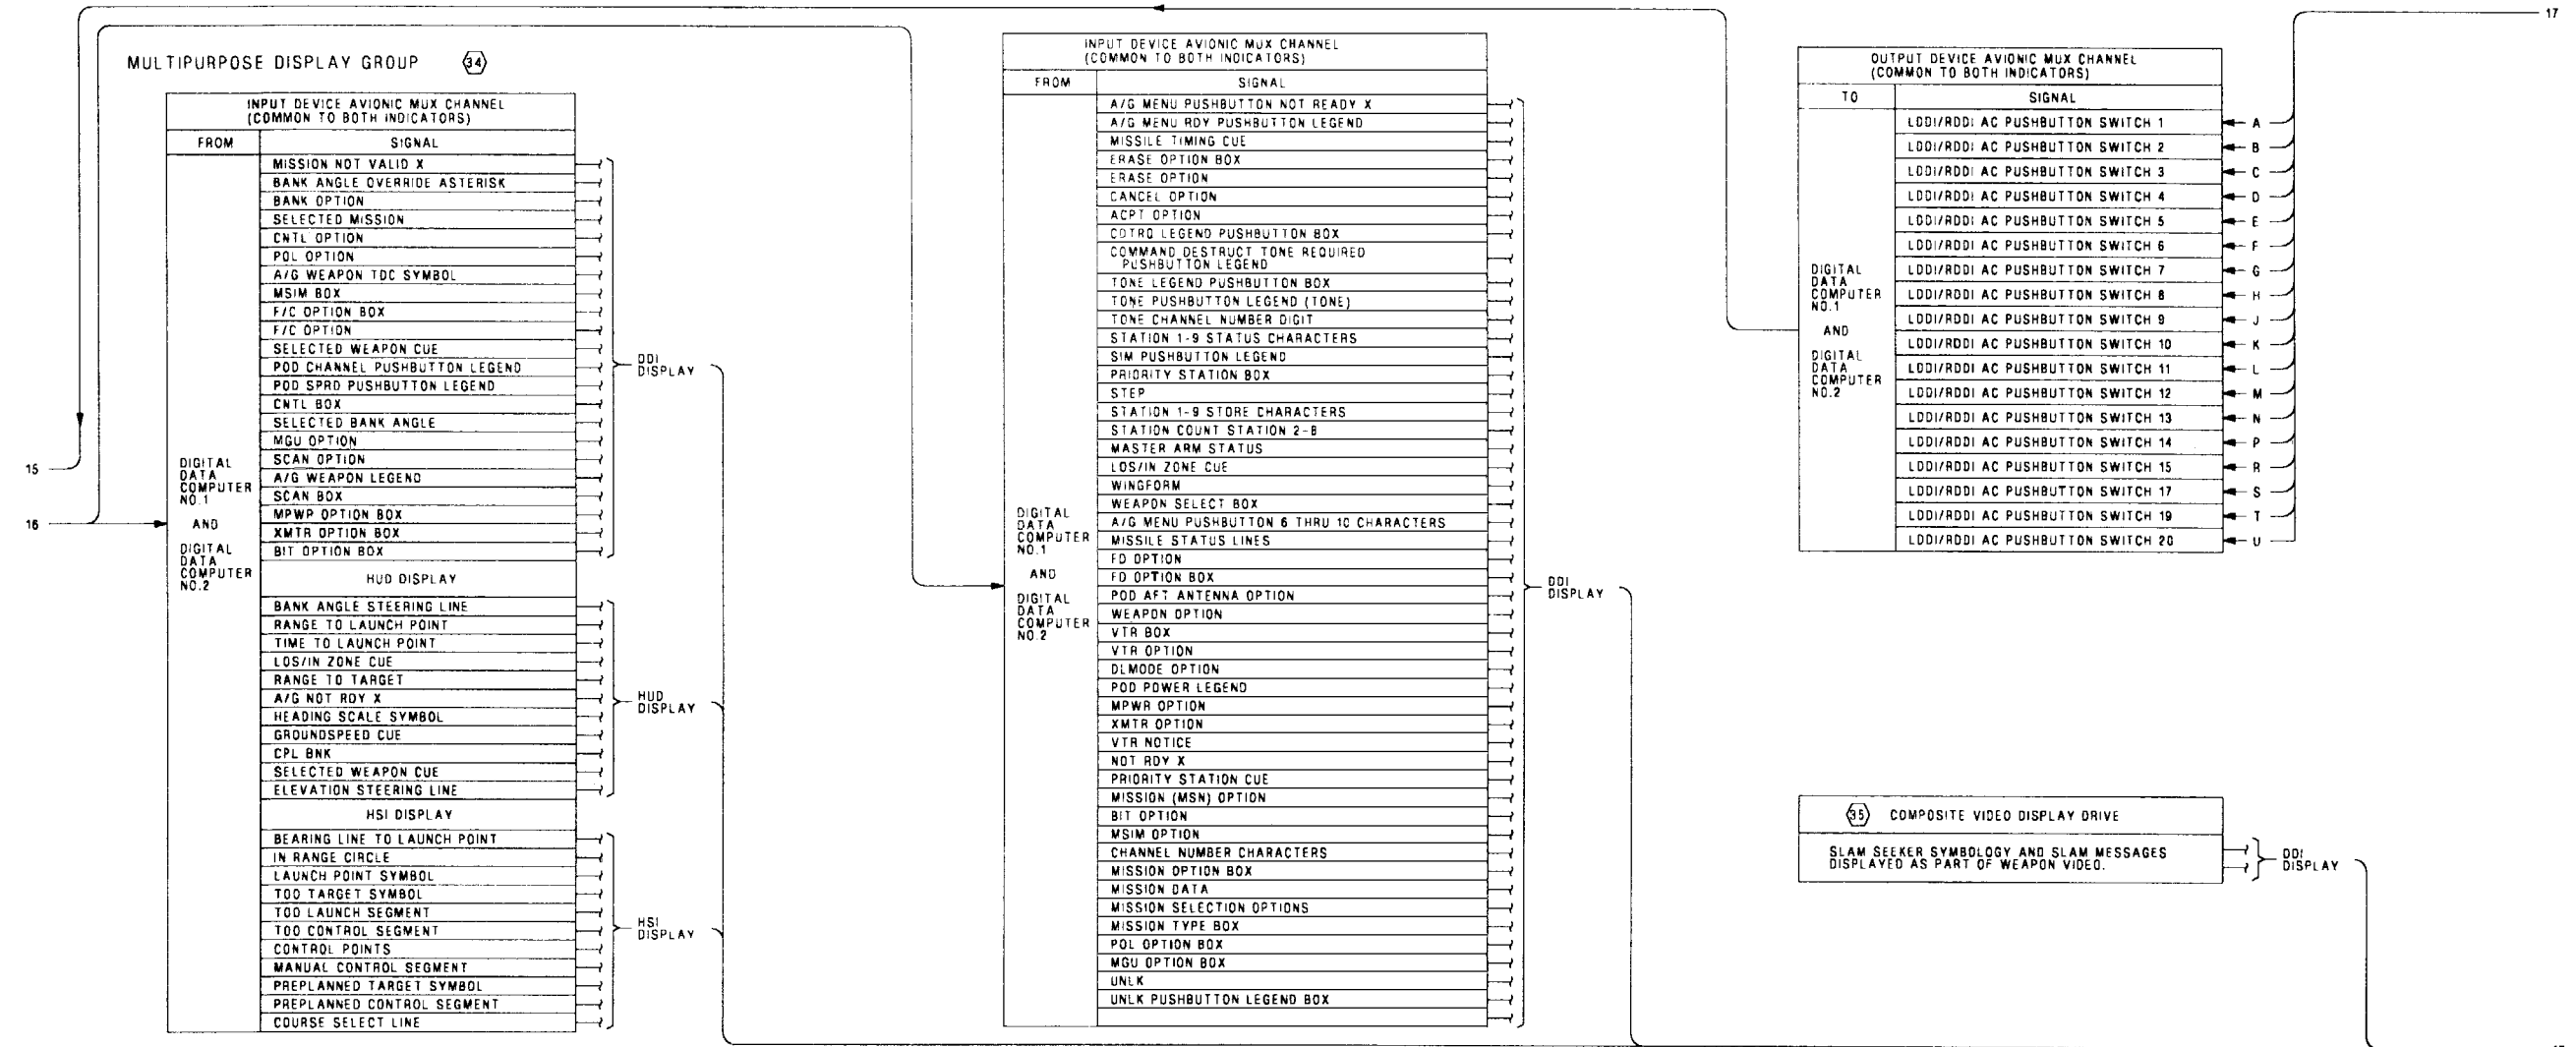 17
MULTIPURPOSE DISPLAY GROUP 34
INPUT DEVICE AVIONIC MUX CHANNEL
(COMMON TO BOTH INDICATORS)
FROM SIGNAL
MISSION NOT VALID X
BANK ANGLE OVERRIDE ASTERISK
BANK OPTION
SELECTED MISSION
CNTL OPTION
POL OPTION
A/G WEAPON TDC SYMBOL
MSIM BOX
F/C OPTION BOX
F/C OPTION
SELECTED WEAPON CUE
POD CHANNEL PUSHBUTTON LEGEND
POD SPRD PUSHBUTTON LEGEND
CNTL BOX
SELECTED BANK ANGLE
MGU OPTION
SCAN OPTION
A/G WEAPON LEGEND
SCAN BOX
MPWP OPTION BOX
XMTR OPTION BOX
BIT OPTION BOX
DDI
DISPLAY
15
16
DIGITAL
DATA
COMPUTER
NO.1
AND
DIGITAL
DATA
COMPUTER
NO.2
HUD DISPLAY
BANK ANGLE STEERING LINE
RANGE TO LAUNCH POINT
TIME TO LAUNCH POINT
LOS/IN ZONE CUE
RANGE TO TARGET
A/G NOT RDY X
HEADING SCALE SYMBOL
GROUNDSPEED CUE
CPL BNK
SELECTED WEAPON CUE
ELEVATION STEERING LINE
HUD
DISPLAY
HSI DISPLAY
BEARING LINE TO LAUNCH POINT
IN RANGE CIRCLE
LAUNCH POINT SYMBOL
TOO TARGET SYMBOL
TOO LAUNCH SEGMENT
TOO CONTROL SEGMENT
CONTROL POINTS
MANUAL CONTROL SEGMENT
PREPLANNED TARGET SYMBOL
PREPLANNED CONTROL SEGMENT
COURSE SELECT LINE
HSI
DISPLAY
INPUT DEVICE AVIONIC MUX CHANNEL
(COMMON TO BOTH INDICATORS)
FROM SIGNAL
A/G MENU PUSHBUTTON NOT READY X
A/G MENU RDY PUSHBUTTON LEGEND
MISSILE TIMING CUE
ERASE OPTION BOX
ERASE OPTION
CANCEL OPTION
ACPT OPTION
CDTRQ LEGEND PUSHBUTTON BOX
COMMAND DESTRUCT TONE REQUIRED
PUSHBUTTON LEGEND
TONE LEGEND PUSHBUTTON BOX
TONE PUSHBUTTON LEGEND (TONE)
TONE CHANNEL NUMBER DIGIT
STATION 1-9 STATUS CHARACTERS
SIM PUSHBUTTON LEGEND
PRIORITY STATION BOX
STEP
STATION 1-9 STORE CHARACTERS
STATION COUNT STATION 2-8
MASTER ARM STATUS
LOS/IN ZONE CUE
WINGFORM
WEAPON SELECT BOX
A/G MENU PUSHBUTTON 6 THRU 10 CHARACTERS
MISSILE STATUS LINES
FD OPTION
FD OPTION BOX
POD AFT ANTENNA OPTION
WEAPON OPTION
VTR BOX
VTR OPTION
DLMODE OPTION
POD POWER LEGEND
MPWR OPTION
XMTR OPTION
VTR NOTICE
NOT RDY X
PRIORITY STATION CUE
MISSION (MSN) OPTION
BIT OPTION
MSIM OPTION
CHANNEL NUMBER CHARACTERS
MISSION OPTION BOX
MISSION DATA
MISSION SELECTION OPTIONS
MISSION TYPE BOX
POL OPTION BOX
MGU OPTION BOX
UNLK
UNLK PUSHBUTTON LEGEND BOX
DIGITAL
DATA
COMPUTER
NO.1
AND
DIGITAL
DATA
COMPUTER
NO.2
DDI
DISPLAY
OUTPUT DEVICE AVIONIC MUX CHANNEL
(COMMON TO BOTH INDICATORS)
TO SIGNAL
LDDI/RDDI AC PUSHBUTTON SWITCH 1 A
LDDI/RDDI AC PUSHBUTTON SWITCH 2 B
LDDI/RDDI AC PUSHBUTTON SWITCH 3 C
LDDI/RDDI AC PUSHBUTTON SWITCH 4 D
LDDI/RDDI AC PUSHBUTTON SWITCH 5 E
LDDI/RDDI AC PUSHBUTTON SWITCH 6 F
LDDI/RDDI AC PUSHBUTTON SWITCH 7 G
LDDI/RDDI AC PUSHBUTTON SWITCH 8 H
LDDI/RDDI AC PUSHBUTTON SWITCH 9 J
LDDI/RDDI AC PUSHBUTTON SWITCH 10 K
LDDI/RDDI AC PUSHBUTTON SWITCH 11 L
LDDI/RDDI AC PUSHBUTTON SWITCH 12 M
LDDI/RDDI AC PUSHBUTTON SWITCH 13 N
LDDI/RDDI AC PUSHBUTTON SWITCH 14 P
LDDI/RDDI AC PUSHBUTTON SWITCH 15 R
LDDI/RDDI AC PUSHBUTTON SWITCH 17 S
LDDI/RDDI AC PUSHBUTTON SWITCH 19 T
LDDI/RDDI AC PUSHBUTTON SWITCH 20 U
DIGITAL
DATA
COMPUTER
NO.1
AND
DIGITAL
DATA
COMPUTER
NO.2
35 COMPOSITE VIDEO DISPLAY DRIVE
SLAM SEEKER SYMBOLOGY AND SLAM MESSAGES
DISPLAYED AS PART OF WEAPON VIDEO.
DDI
DISPLAY